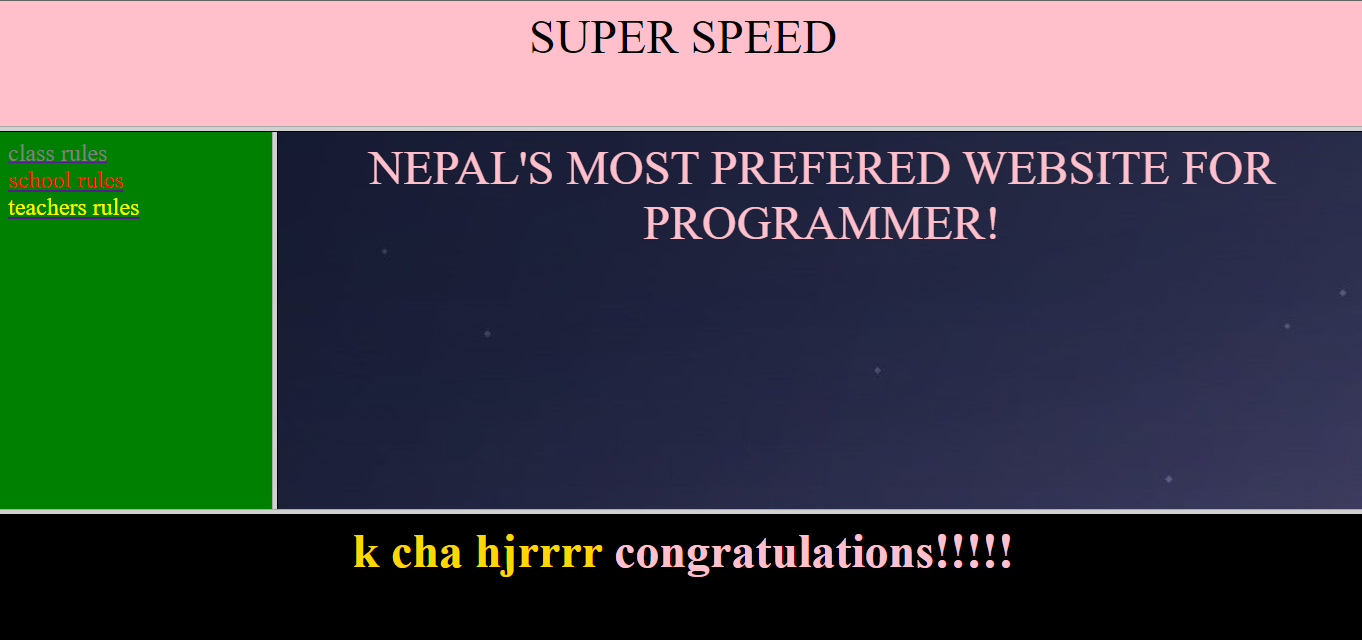 SUPER SPEED
class rules
school rules
teachers rules
NEPAL'S MOST PREFERED WEBSITE FOR
PROGRAMMER!
k cha hjrrrr congratulations!!!!!